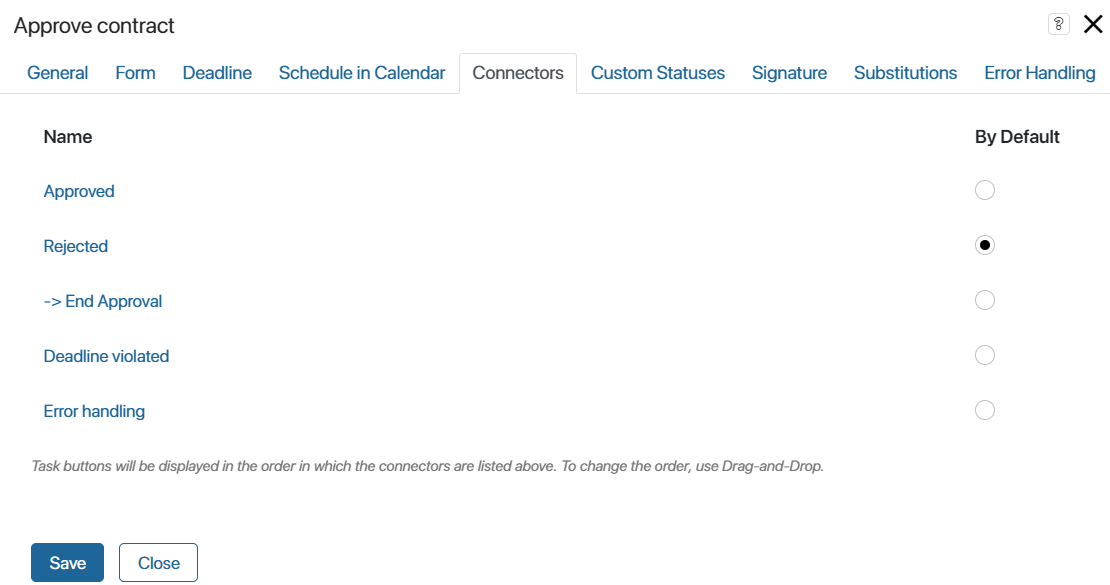 Approve contract ?
General Form Deadline Schedule in Calendar Connectors Custom Statuses Signature Substitutions Error Handling
Name By Default
Approved
Rejected
-> End Approval
Deadline violated
Error handling
Task buttons will be displayed in the order in which the connectors are listed above. To change the order, use Drag-and-Drop.
Save Close